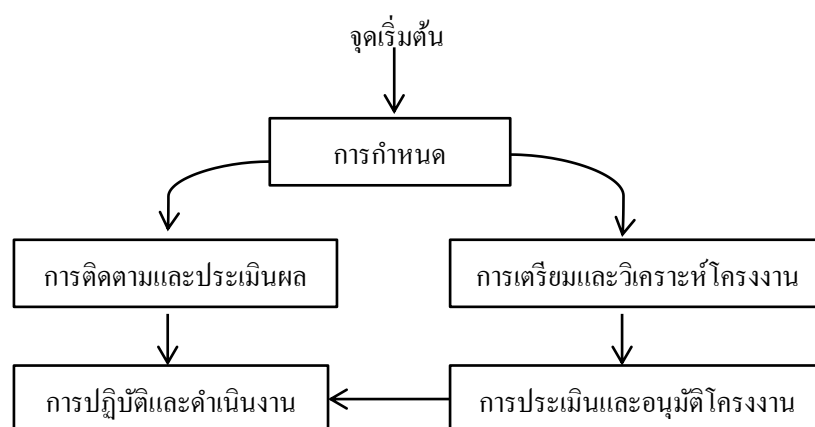 จุดเริ่มต้น
การกำหนด
การติดตามและประเมินผล
การเตรียมและวิเคราะห์โครงงาน
การปฏิบัติและดำเนินงาน
การประเมินและอนุมัติโครงงาน